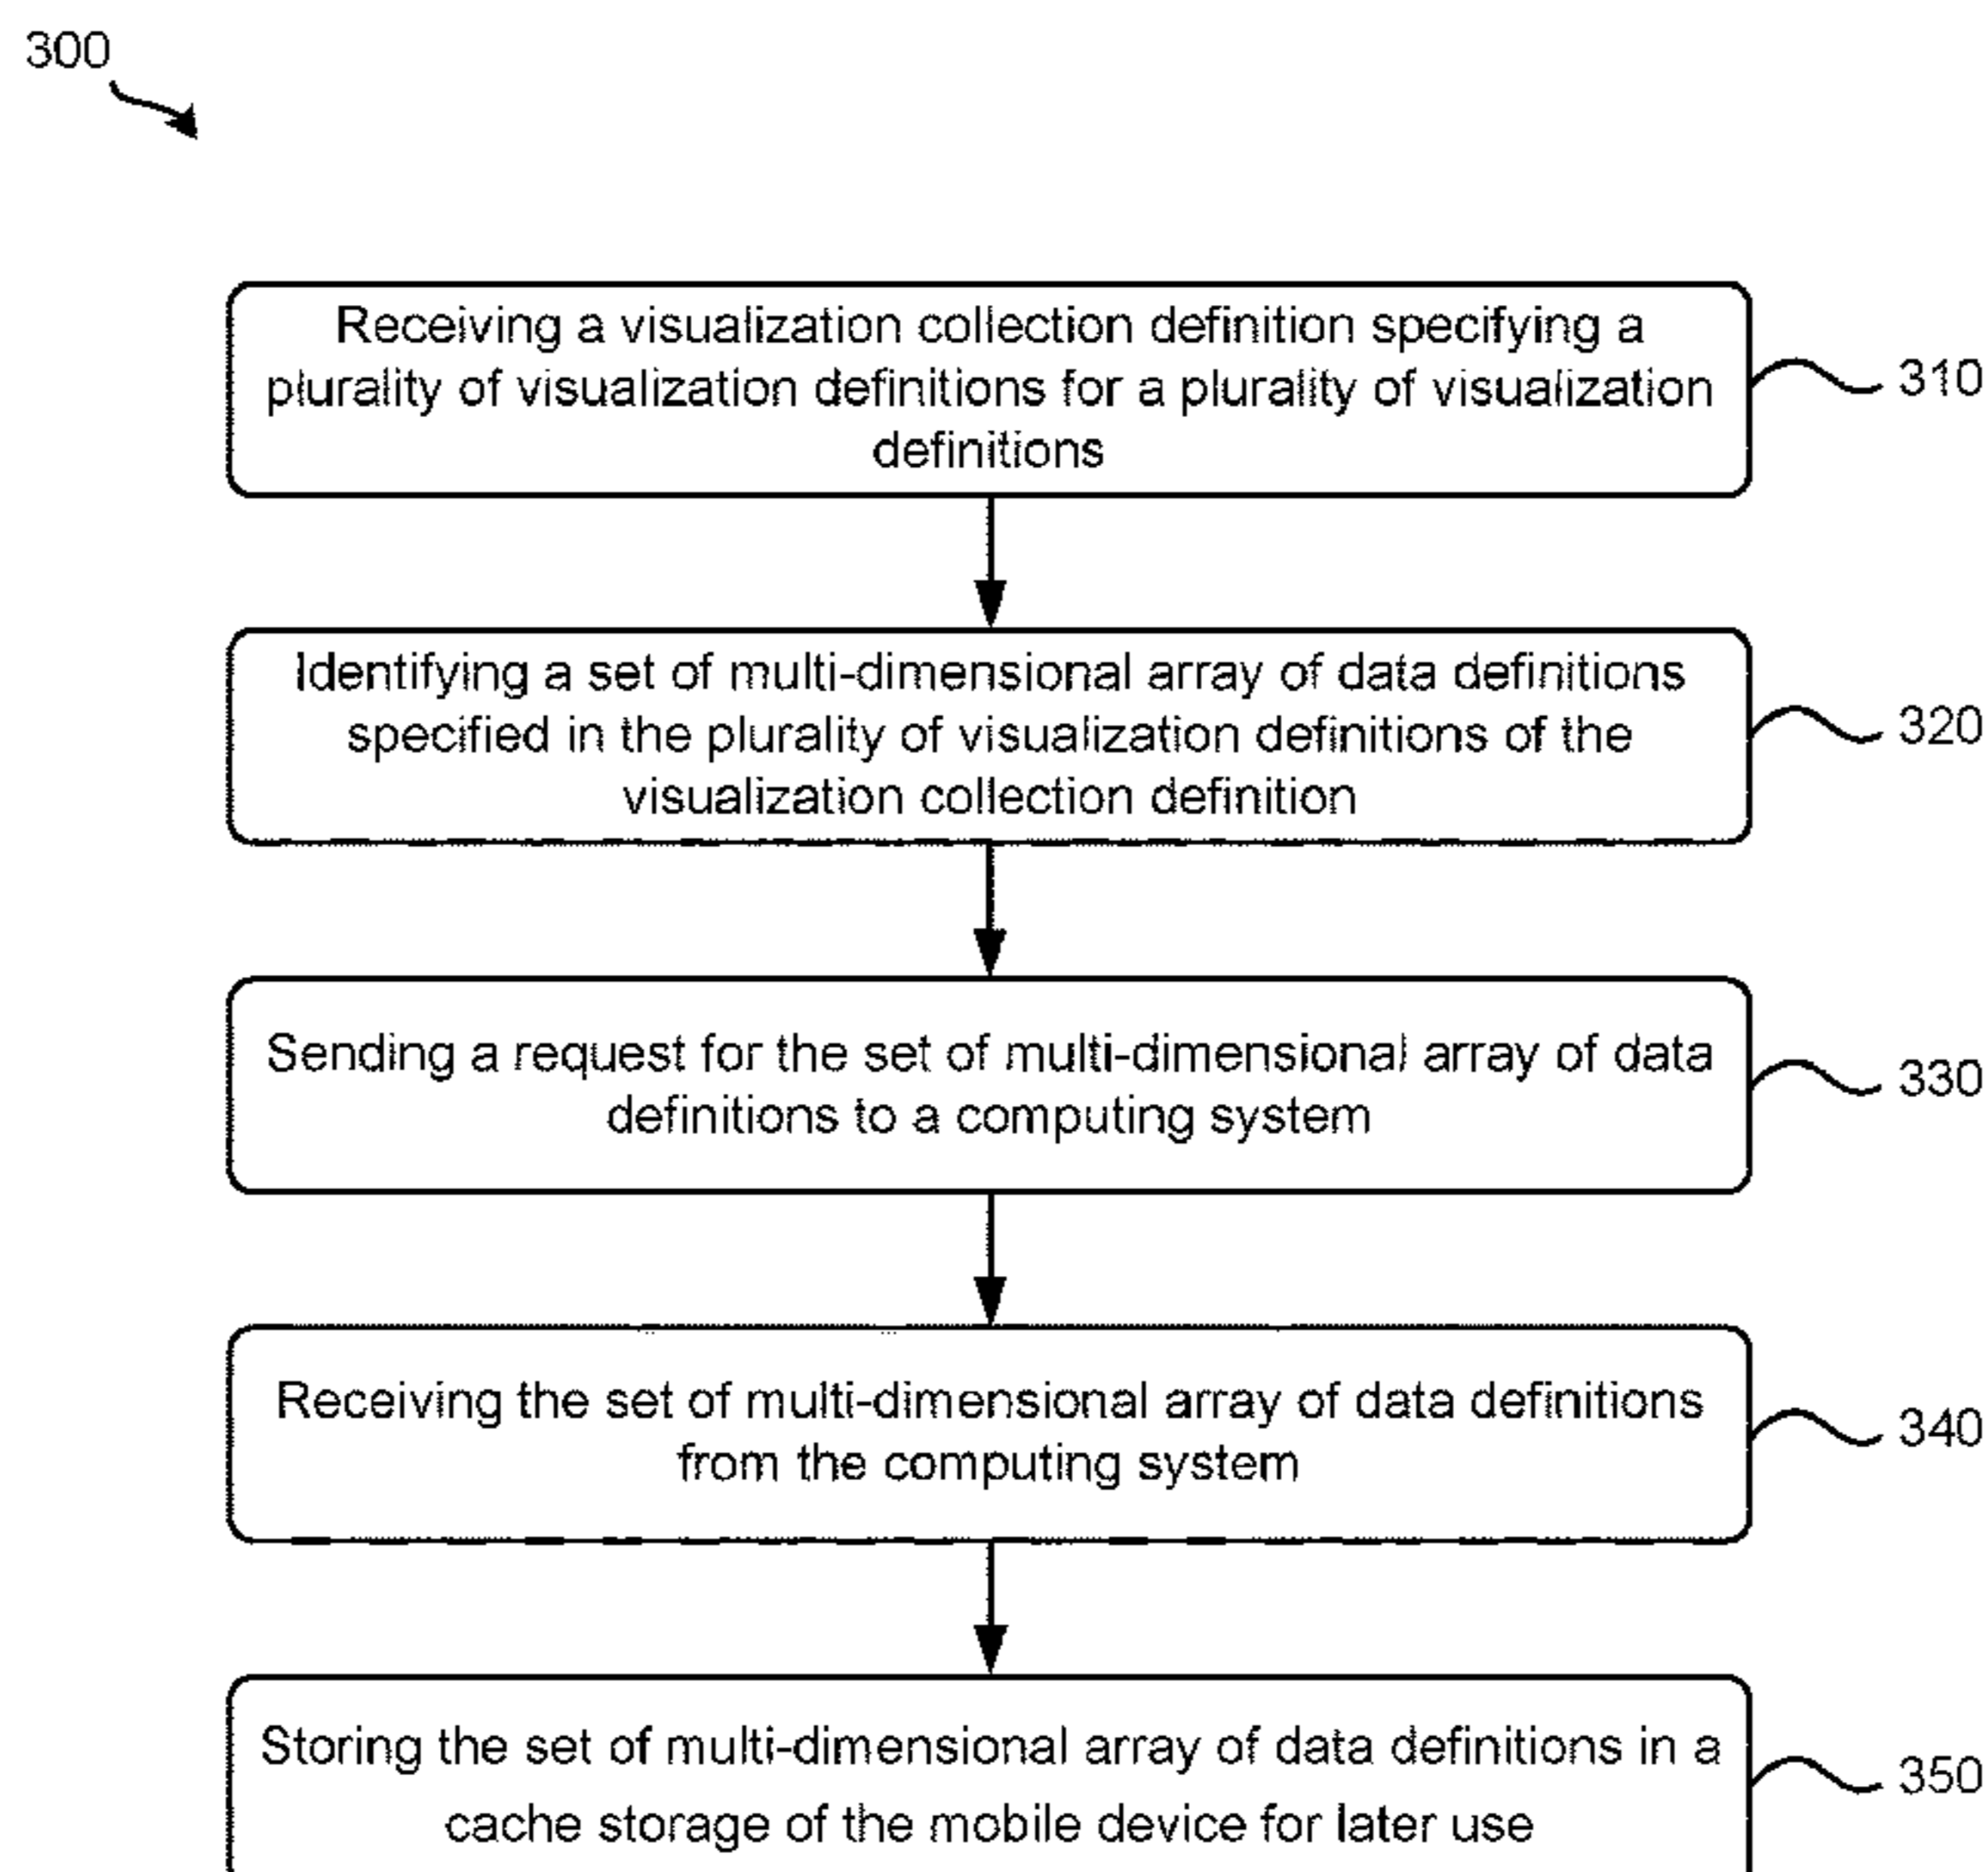 300
Receiving a visualization collection definition specifying a
plurality of visualization definitions for a plurality of visualization
definitions
310
Identifying a set of multi-dimensional array of data definitions
specified in the plurality of visualization definitions of the
visualization collection definition
320
Sending a request for the set of multi-dimensional array of data
definitions to a computing system
330
Receiving the set of multi-dimensional array of data definitions
from the computing system
340
Storing the set of multi-dimensional array of data definitions in a
cache storage of the mobile device for later use
350